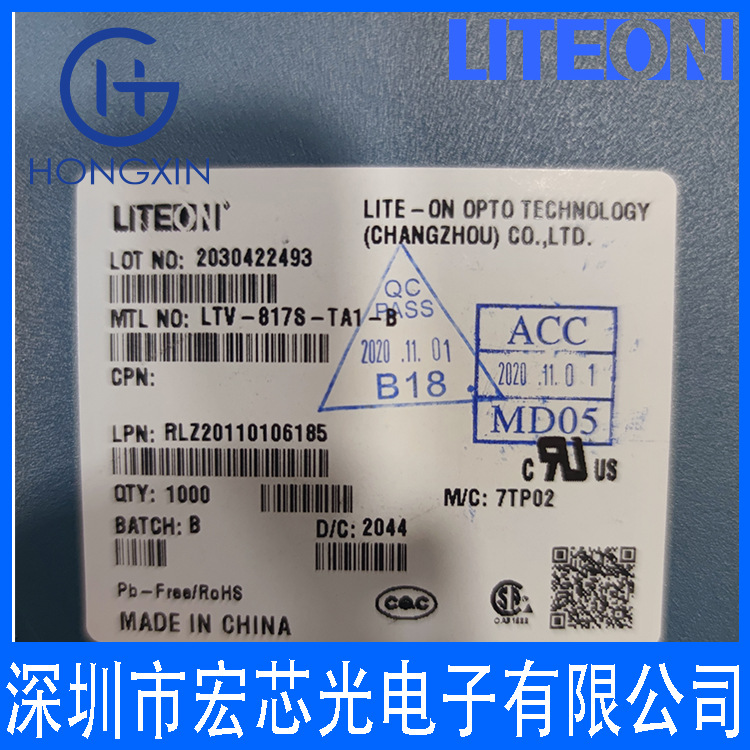 LITEON
HONGXIN
LITEON
LITE-ON OPTO TECHNOLOGY
(CHANGZHOU) CO.,LTD.
LOT NO: 2030422493
MTL NO: LTV-817S-TA1-B
CPN:
QC
PASS
2020.11.01
B18
ACC
2020.11.01
MD05
LPN: RLZ20110106185
QTY: 1000
C RU US
M/C: 7TP02
BATCH: B
D/C: 2044
Pb-Free/RoHS
CQC
MADE IN CHINA
深圳市宏芯光电子有限公司